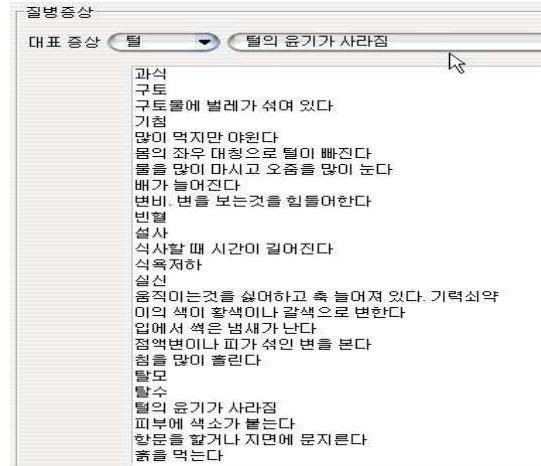 질병증상
대표 증상 털 털의 윤기가 사라짐
과식
구토
구토물에 벌레가 섞여 있다
기침
많이 먹지만 야윈다
몸의 좌우 대칭으로 털이 빠진다
물을 많이 마시고 오줌을 많이 눈다
배가 늘어진다
변비. 변을 보는것을 힘들어한다
빈혈
설사
식사할 때 시간이 길어진다
식욕저하
실신
움직이는것을 싫어하고 축 늘어져 있다. 기력쇠약
이의 색이 황색이나 갈색으로 변한다
입에서 썩은 냄새가 난다
점액변이나 피가 섞인 변을 본다
침을 많이 흘린다
탈모
탈수
털의 윤기가 사라짐
피부에 색소가 붙는다
항문을 핥거나 지면에 문지른다
흙을 먹는다